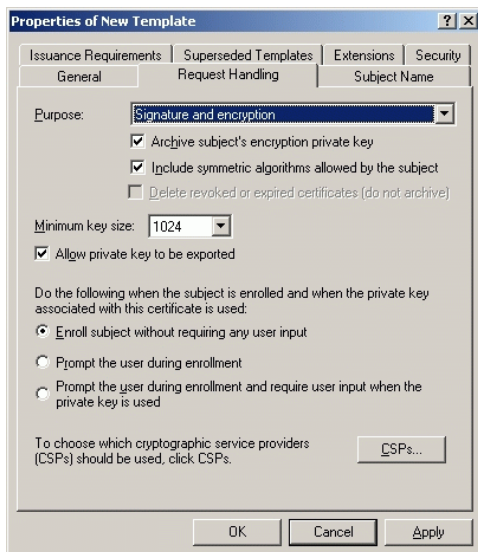 Properties of New Template
Issuance Requirements Superseded Templates Extensions Security
General Request Handling Subject Name
Purpose: Signature and encryption
Archive subject's encryption private key
Include symmetric algorithms allowed by the subject
Delete revoked or expired certificates (do not archive)
Minimum key size: 1024
Allow private key to be exported
Do the following when the subject is enrolled and when the private key
associated with this certificate is used:
Enroll subject without requiring any user input
Prompt the user during enrollment
Prompt the user during enrollment and require user input when the
private key is used
To choose which cryptographic service providers
(CSPs) should be used, click CSPs.
CSPs...
OK Cancel Apply